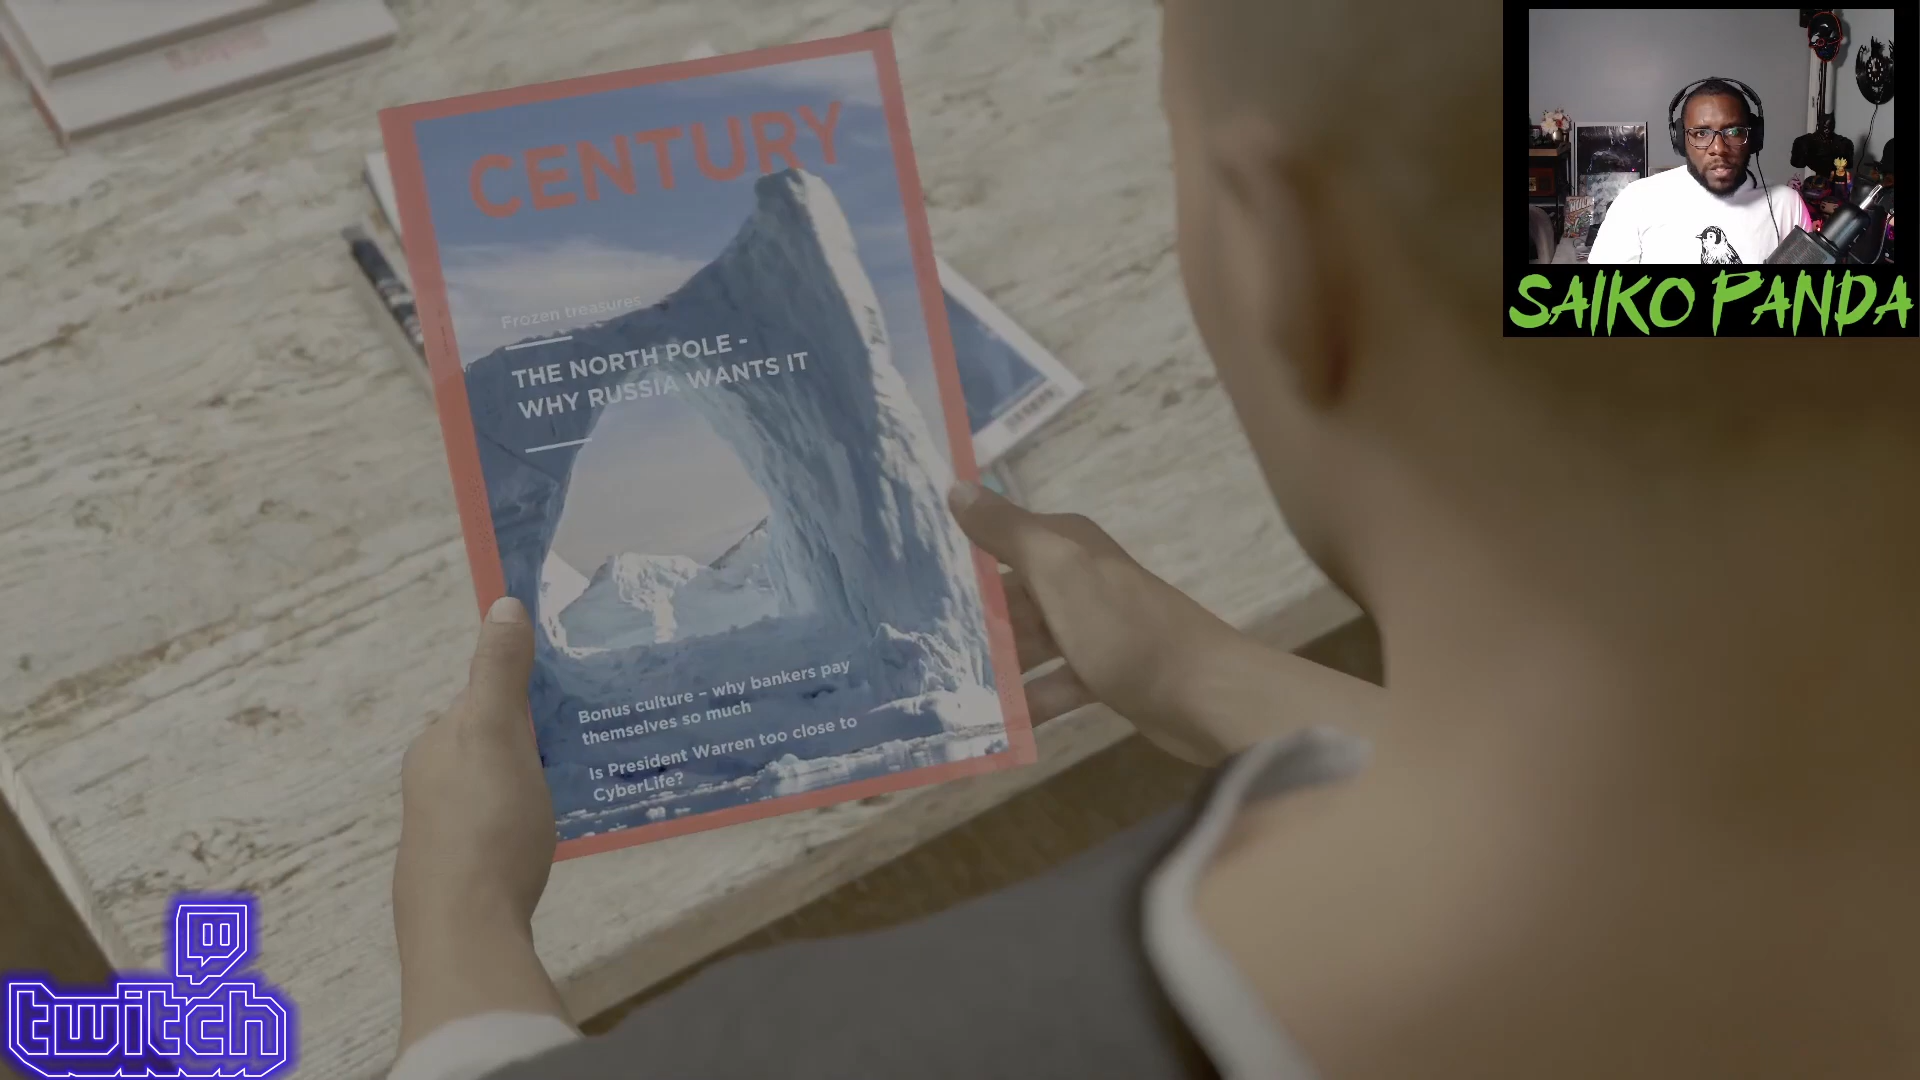 CENTURY
Frozen treasures
THE NORTH POLE -
WHY RUSSIA WANTS IT
Bonus culture – why bankers pay
themselves so much
Is President Warren too close to
CyberLife?
SAIKO PANDA
twitch